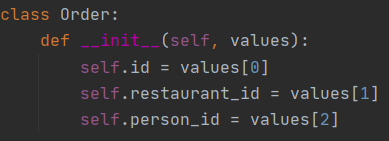 class Order:
    def __init__(self, values):
        self.id = values[0]
        self.restaurant_id = values[1]
        self.person_id = values[2]